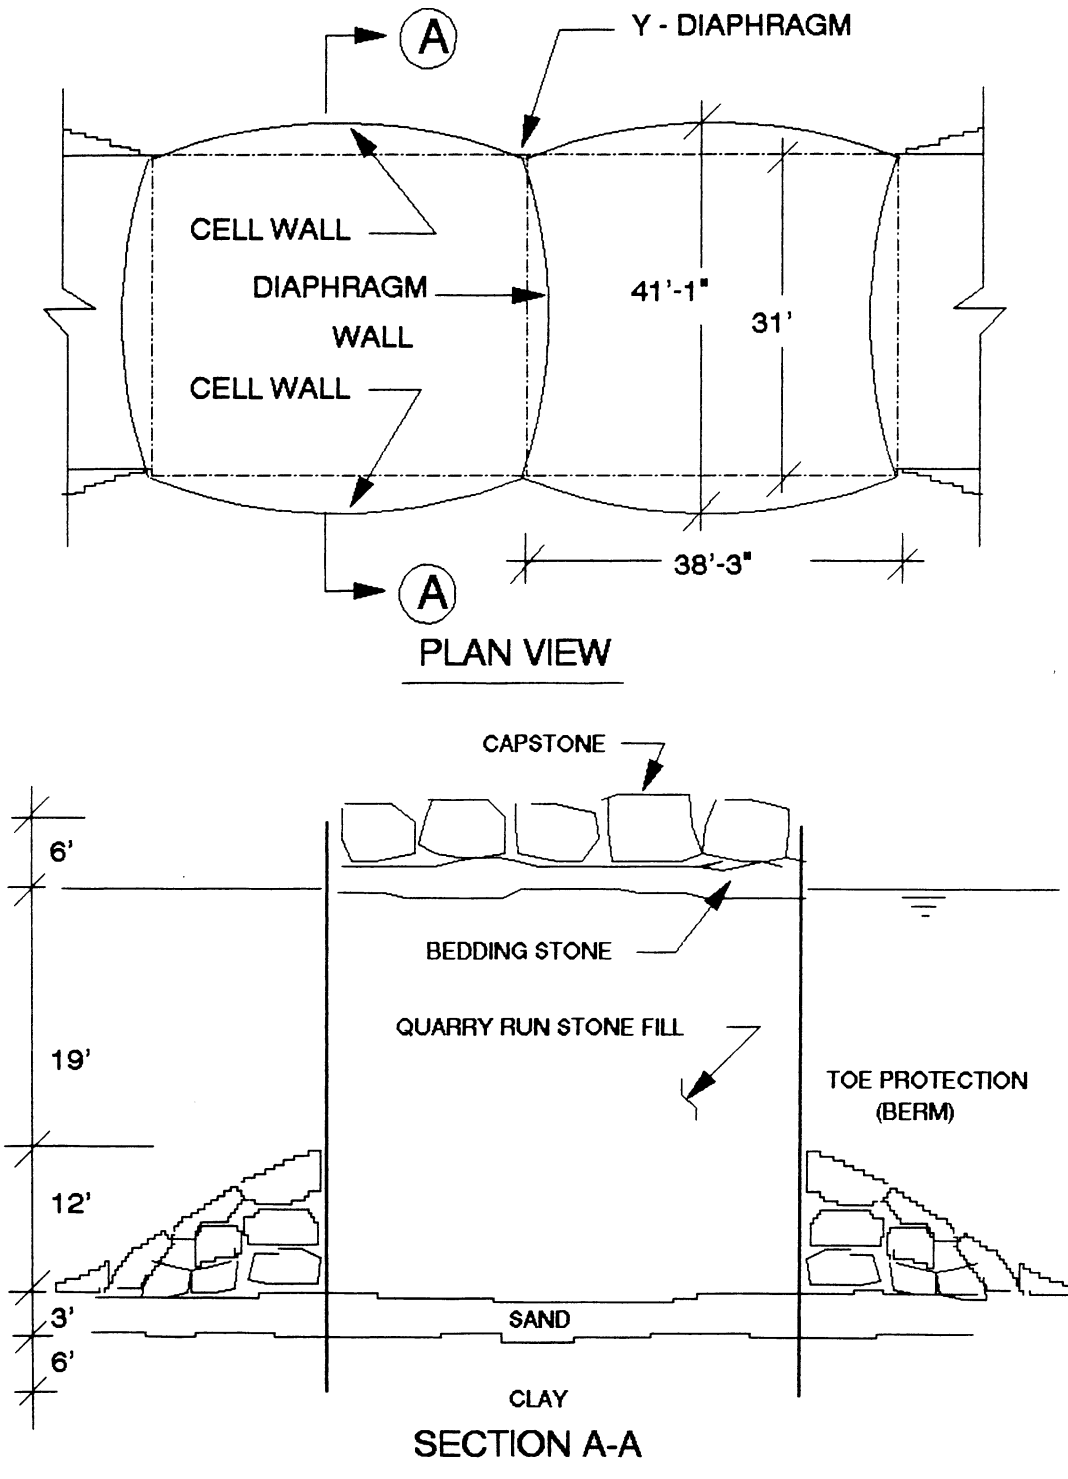 A
Y - DIAPHRAGM
CELL WALL
DIAPHRAGM
WALL
41'-1"
31'
CELL WALL
38'-3"
A
PLAN VIEW
CAPSTONE
6'
BEDDING STONE
QUARRY RUN STONE FILL
19'
TOE PROTECTION
(BERM)
12'
3'
SAND
6'
CLAY
SECTION A-A